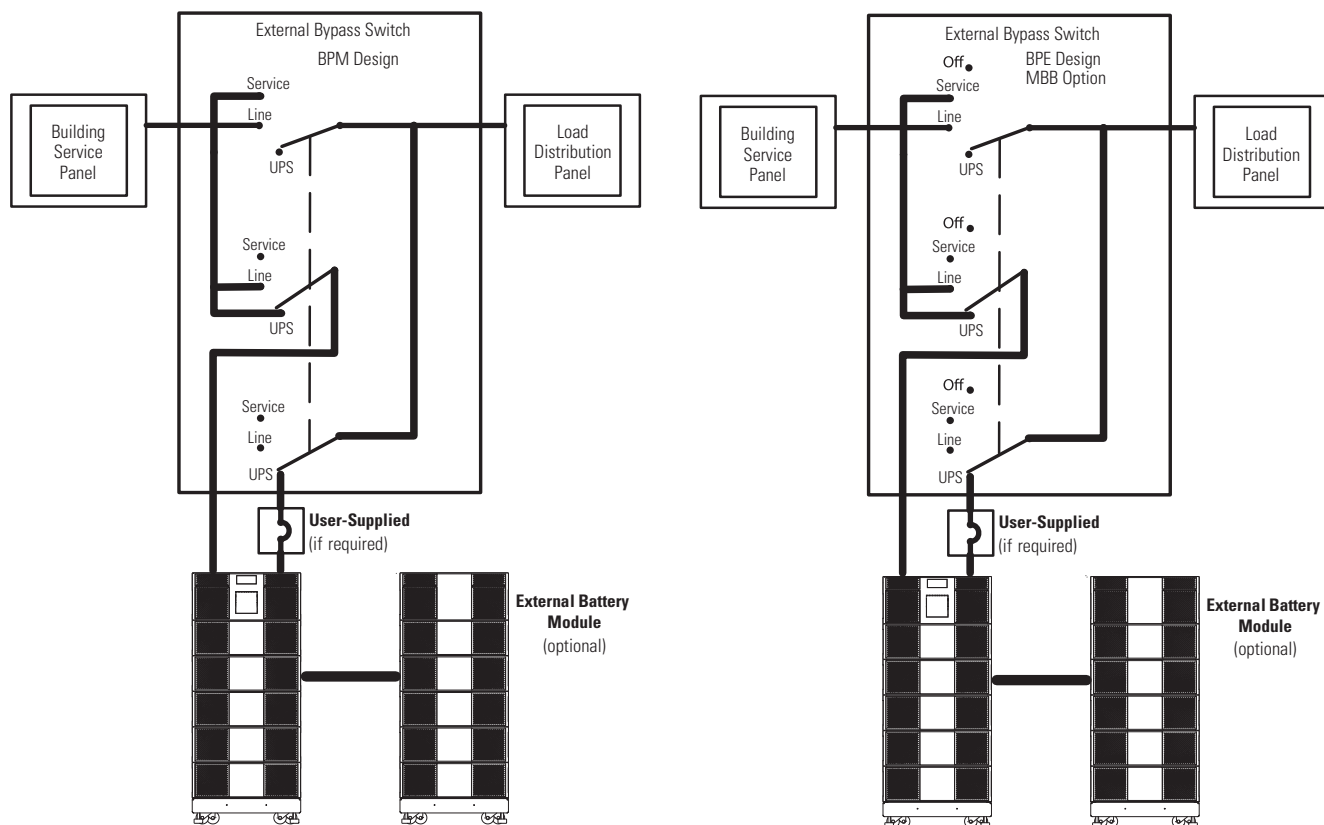 External Bypass Switch
BPM Design
Service
Line
UPS
Building
Service
Panel
Load
Distribution
Panel
Service
Line
UPS
Service
Line
UPS
User-Supplied
(if required)
External Battery
Module
(optional)
External Bypass Switch
Off
BPE Design
MBB Option
Service
Line
UPS
Building
Service
Panel
Load
Distribution
Panel
Off
Service
Line
UPS
Off
Service
Line
UPS
User-Supplied
(if required)
External Battery
Module
(optional)